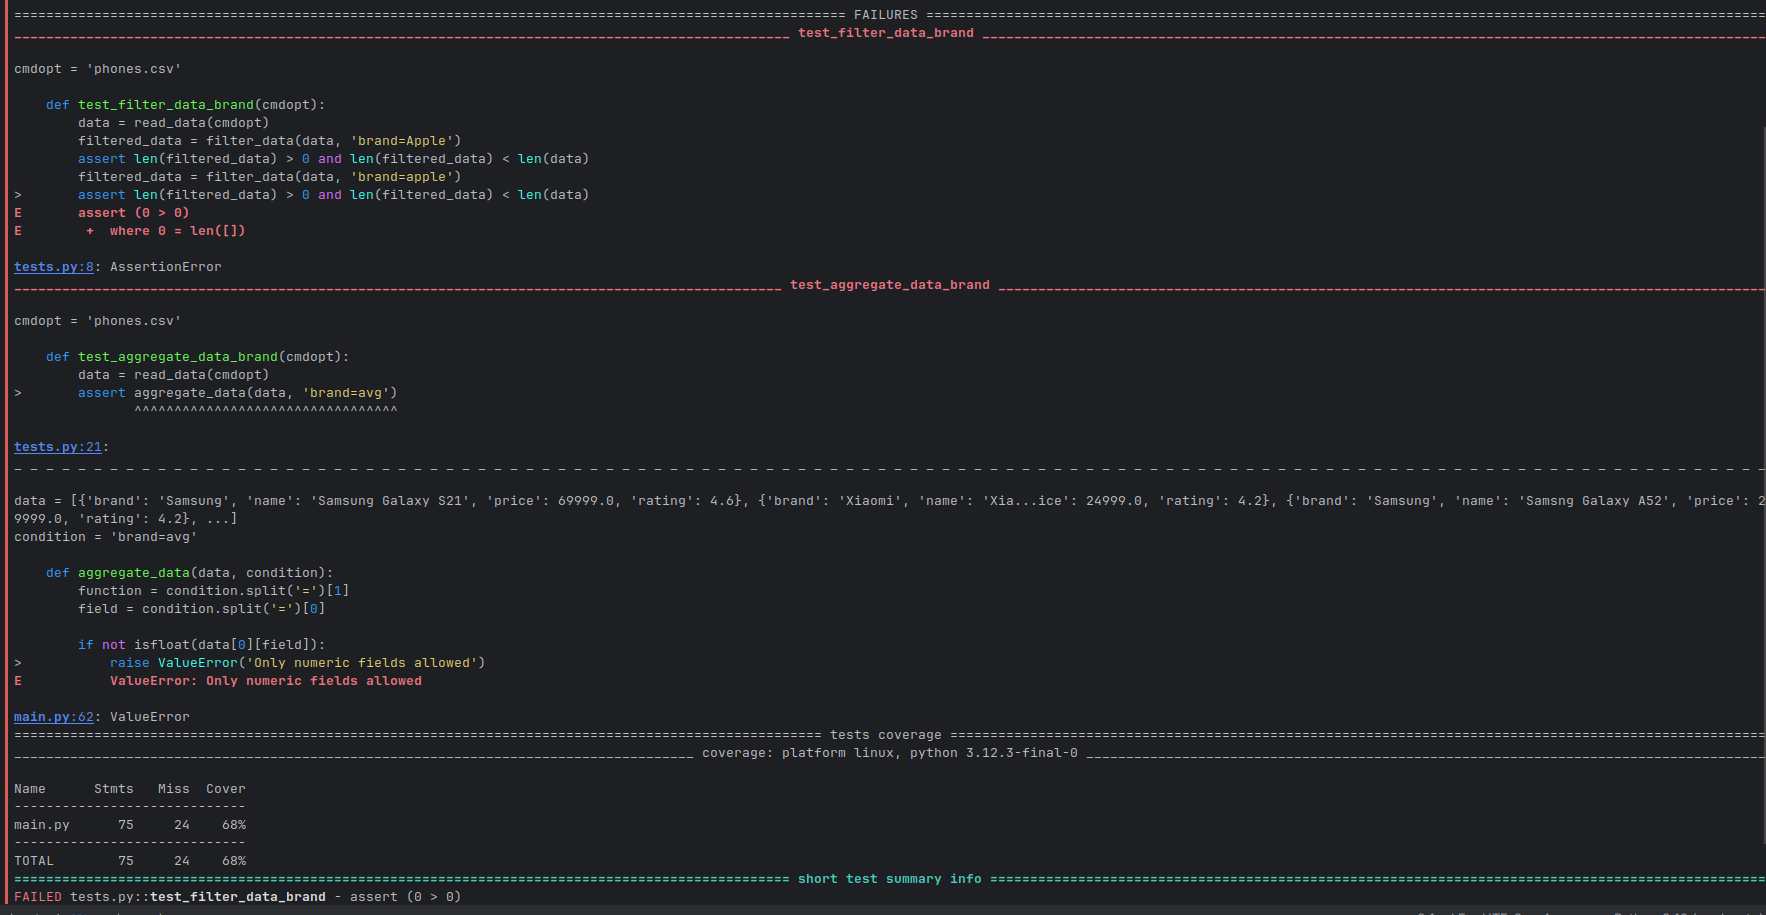 ======================================================================================================== FAILURES =========================================================================================================
_________________________________________________________________________________________________ test_filter_data_brand __________________________________________________________________________________________________
cmdopt = 'phones.csv'
    def test_filter_data_brand(cmdopt):
        data = read_data(cmdopt)
        filtered_data = filter_data(data, 'brand=Apple')
        assert len(filtered_data) > 0 and len(filtered_data) < len(data)
        filtered_data = filter_data(data, 'brand=apple')
>       assert len(filtered_data) > 0 and len(filtered_data) < len(data)
E       assert (0 > 0)
E        +  where 0 = len([])
tests.py:8: AssertionError
________________________________________________________________________________________________ test_aggregate_data_brand ________________________________________________________________________________________________
cmdopt = 'phones.csv'
    def test_aggregate_data_brand(cmdopt):
        data = read_data(cmdopt)
>       assert aggregate_data(data, 'brand=avg')
               ^^^^^^^^^^^^^^^^^^^^^^^^^^^^^^^^^
tests.py:21:
_ _ _ _ _ _ _ _ _ _ _ _ _ _ _ _ _ _ _ _ _ _ _ _ _ _ _ _ _ _ _ _ _ _ _ _ _ _ _ _ _ _ _ _ _ _ _ _ _ _ _ _ _ _ _ _ _ _ _ _ _ _ _ _ _ _ _ _ _ _ _ _ _ _ _ _ _ _ _ _ _ _ _ _ _ _ _ _ _ _ _ _ _ _ _ _ _ _ _ _ _ _ _ _ _ _ _ _ _ _
data = [{'brand': 'Samsung', 'name': 'Samsung Galaxy S21', 'price': 69999.0, 'rating': 4.6}, {'brand': 'Xiaomi', 'name': 'Xia...ice': 24999.0, 'rating': 4.2}, {'brand': 'Samsung', 'name': 'Samsng Galaxy A52', 'price': 2
9999.0, 'rating': 4.2}, ...]
condition = 'brand=avg'
    def aggregate_data(data, condition):
        function = condition.split('=')[1]
        field = condition.split('=')[0]
        if not isfloat(data[0][field]):
>           raise ValueError('Only numeric fields allowed')
E           ValueError: Only numeric fields allowed
main.py:62: ValueError
===================================================================================================== tests coverage ======================================================================================================
_____________________________________________________________________________________ coverage: platform linux, python 3.12.3-final-0 _____________________________________________________________________________________
Name      Stmts   Miss  Cover
-----------------------------
main.py      75     24    68%
-----------------------------
TOTAL        75     24    68%
================================================================================================= short test summary info =================================================================================================
FAILED tests.py::test_filter_data_brand - assert (0 > 0)